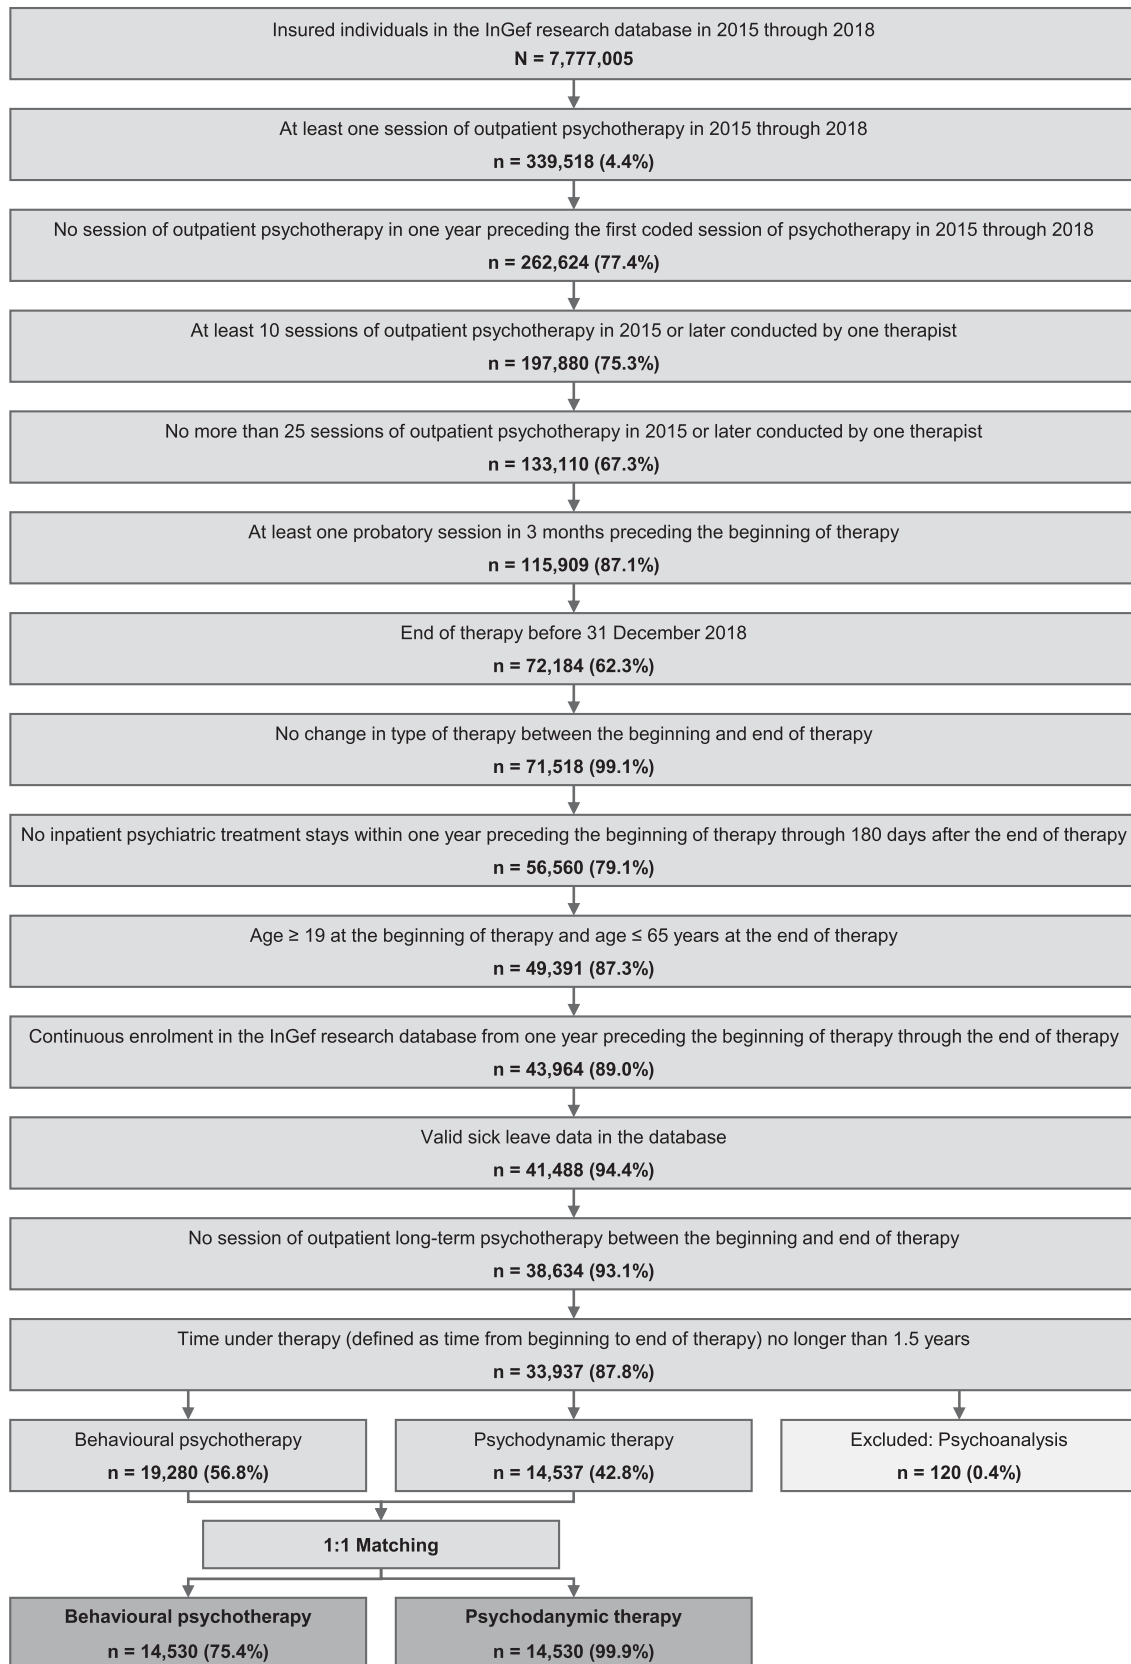 Insured individuals in the InGef research database in 2015 through 2018
N = 7,777,005
At least one session of outpatient psychotherapy in 2015 through 2018
n = 339,518 (4.4%)
No session of outpatient psychotherapy in one year preceding the first coded session of psychotherapy in 2015 through 2018
n = 262,624 (77.4%)
At least 10 sessions of outpatient psychotherapy in 2015 or later conducted by one therapist
n = 197,880 (75.3%)
No more than 25 sessions of outpatient psychotherapy in 2015 or later conducted by one therapist
n = 133,110 (67.3%)
At least one probatory session in 3 months preceding the beginning of therapy
n = 115,909 (87.1%)
End of therapy before 31 December 2018
n = 72,184 (62.3%)
No change in type of therapy between the beginning and end of therapy
n = 71,518 (99.1%)
No inpatient psychiatric treatment stays within one year preceding the beginning of therapy through 180 days after the end of therapy
n = 56,560 (79.1%)
Age ≥ 19 at the beginning of therapy and age ≤ 65 years at the end of therapy
n = 49,391 (87.3%)
Continuous enrolment in the InGef research database from one year preceding the beginning of therapy through the end of therapy
n = 43,964 (89.0%)
Valid sick leave data in the database
n = 41,488 (94.4%)
No session of outpatient long-term psychotherapy between the beginning and end of therapy
n = 38,634 (93.1%)
Time under therapy (defined as time from beginning to end of therapy) no longer than 1.5 years
n = 33,937 (87.8%)
Behavioural psychotherapy
n = 19,280 (56.8%)
Psychodynamic therapy
n = 14,537 (42.8%)
Excluded: Psychoanalysis
n = 120 (0.4%)
1:1 Matching
Behavioural psychotherapy
n = 14,530 (75.4%)
Psychodanymic therapy
n = 14,530 (99.9%)